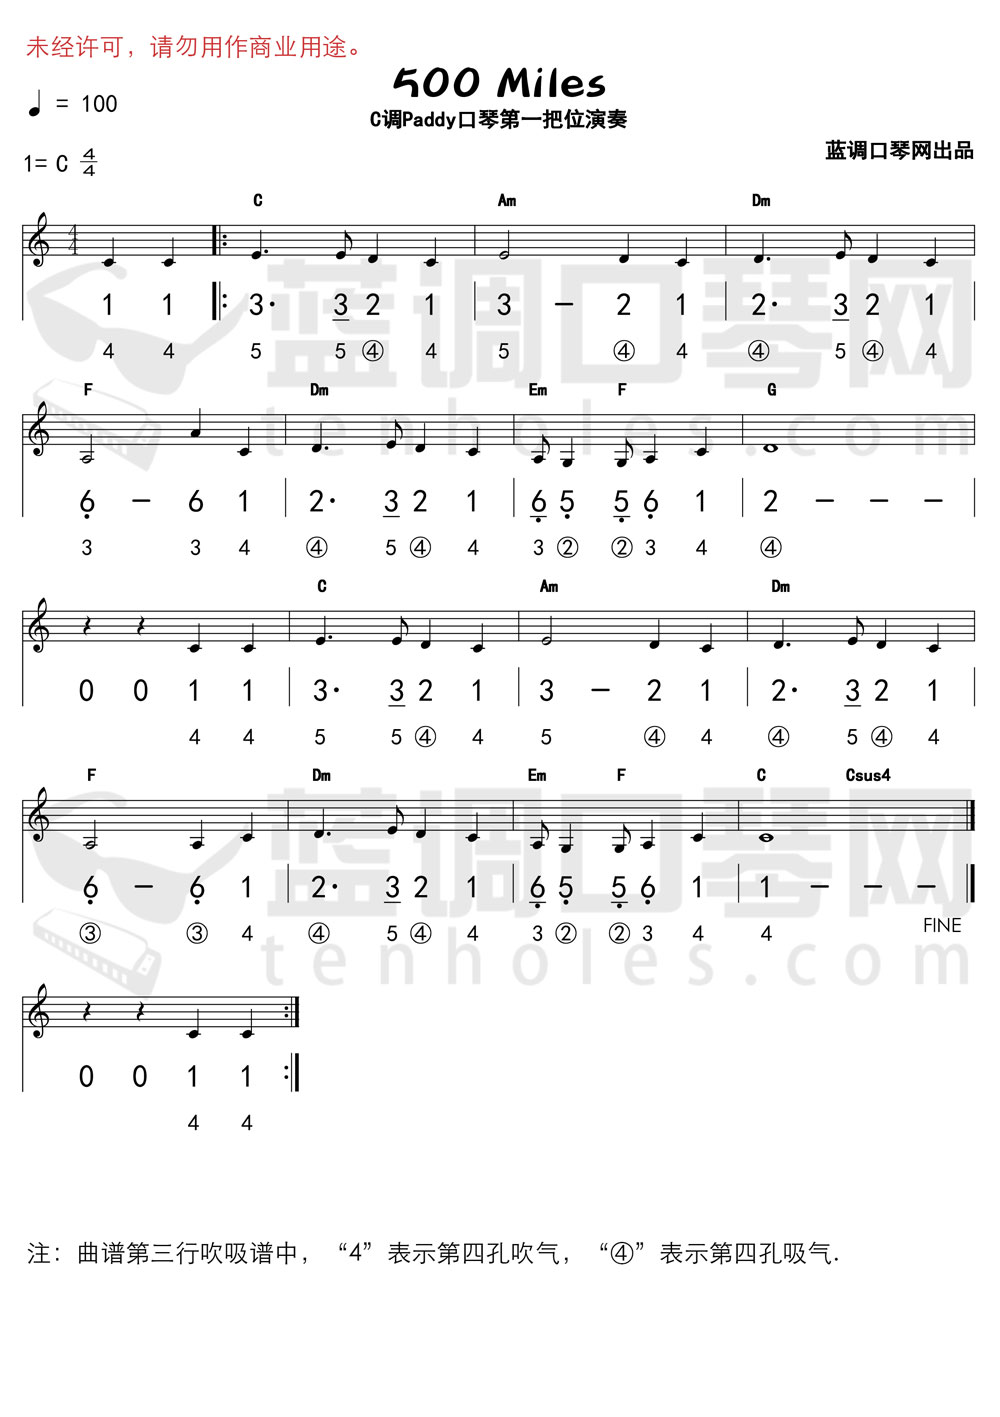 未经许可，请勿用作商业用途。
500 Miles
♩ = 100
C调Paddy口琴第一把位演奏
蓝调口琴网出品
1= C 4/4
C Am Dm
1 1 3· 3 2 1 3 － 2 1 2· 3 2 1
4 4 5 5 ④ 4 5 ④ 4 ④ 5 ④ 4
F Dm Em F G
6̣ － 6 1 2· 3 2 1 6̣ 5̣ 5̣ 6̣ 1 2 － － －
3 3 4 ④ 5 ④ 4 3 ② ② 3 4 ④
C Am Dm
0 0 1 1 3· 3 2 1 3 － 2 1 2· 3 2 1
4 4 5 5 ④ 4 5 ④ 4 ④ 5 ④ 4
F Dm Em F C Csus4
6̣ － 6̣ 1 2· 3 2 1 6̣ 5̣ 5̣ 6̣ 1 1 － － －
③ ③ 4 ④ 5 ④ 4 3 ② ② 3 4 4 FINE
0 0 1 1
4 4
注：曲谱第三行吹吸谱中，“4”表示第四孔吹气，“④”表示第四孔吸气.
蓝调口琴网
tenholes.com
蓝调口琴网
tenholes.com